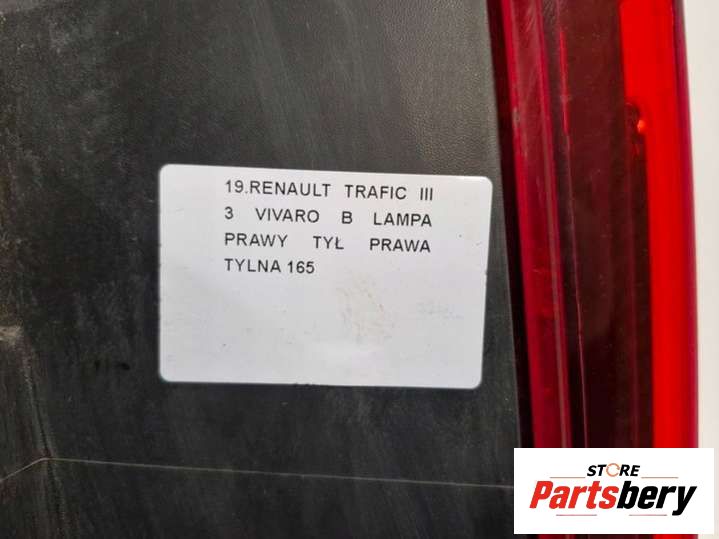 19.RENAULT TRAFIC III
3 VIVARO B LAMPA
PRAWY TYŁ PRAWA
TYLNA 165
STORE
Partsbery